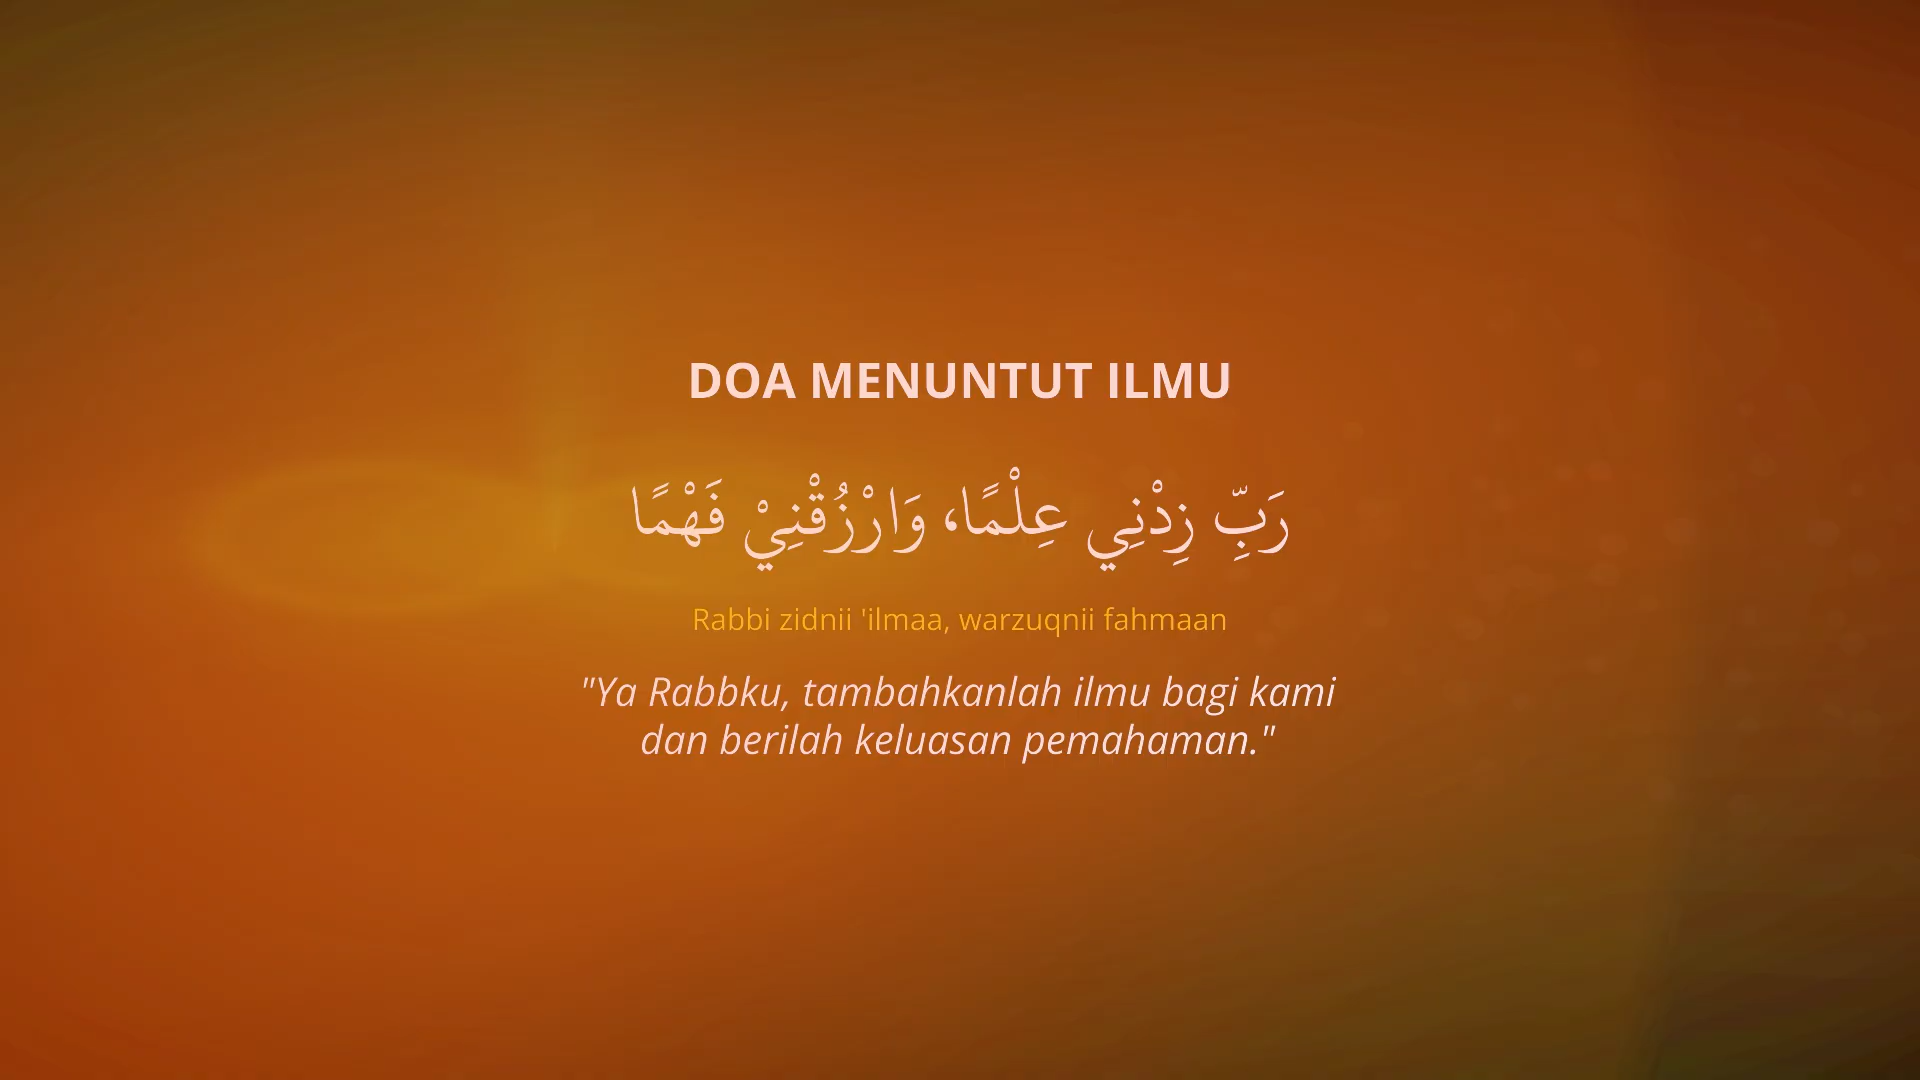 DOA MENUNTUT ILMU
رَبِّ زِدْنِي عِلْمًا، وَارْزُقْنِيْ فَهْمًا
Rabbi zidnii 'ilmaa, warzuqnii fahmaan
"Ya Rabbku, tambahkanlah ilmu bagi kami
dan berilah keluasan pemahaman."